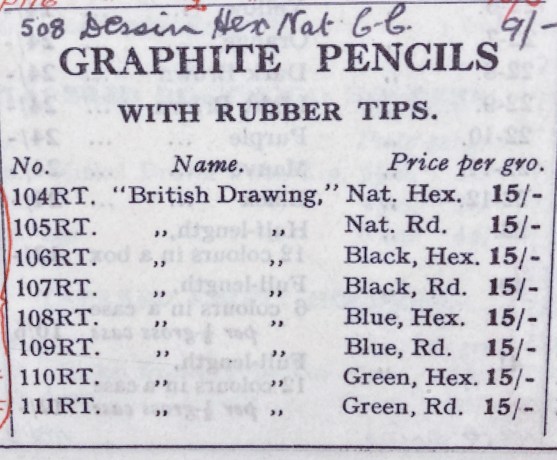 508 Dessin Hex Nat G.C. 9/-
GRAPHITE PENCILS
WITH RUBBER TIPS.
No. Name. Price per gro.
104RT. "British Drawing," Nat. Hex. 15/-
105RT. ,, ,, Nat. Rd. 15/-
106RT. ,, ,, Black, Hex. 15/-
107RT. ,, ,, Black, Rd. 15/-
108RT. ,, ,, Blue, Hex. 15/-
109RT. ,, ,, Blue, Rd. 15/-
110RT. ,, ,, Green, Hex. 15/-
111RT. ,, ,, Green, Rd. 15/-